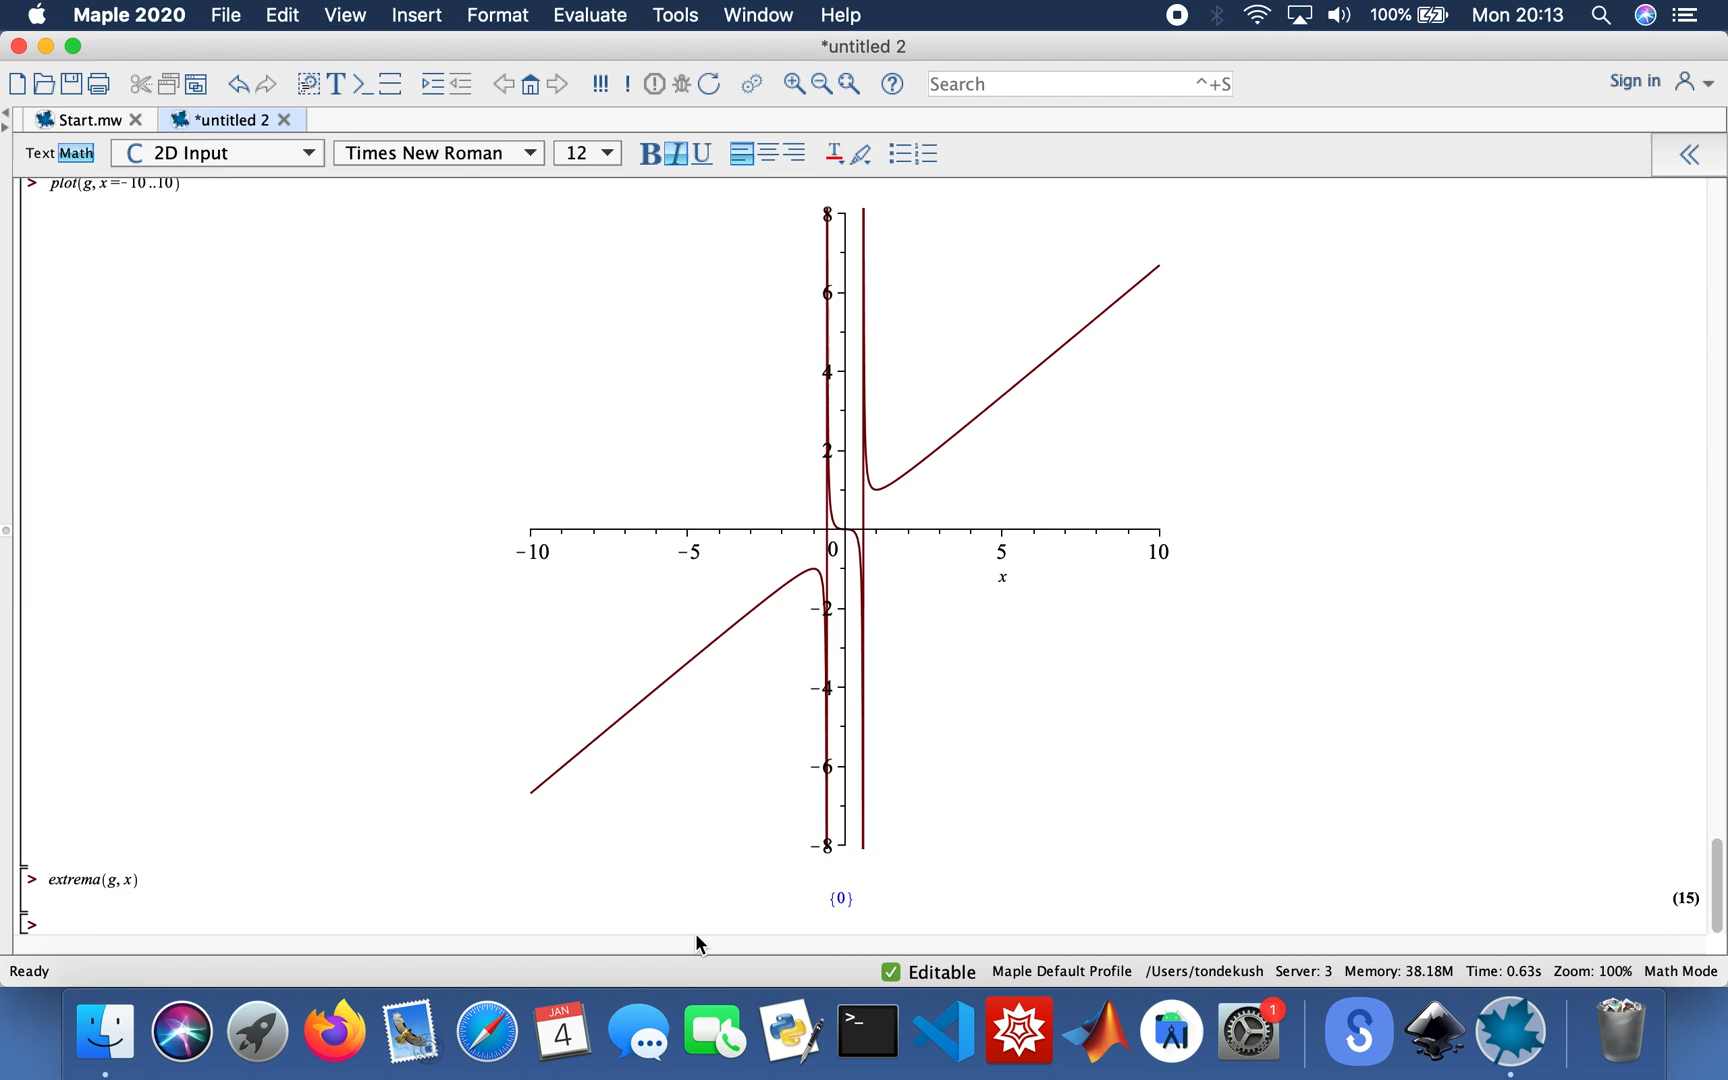 Maple 2020 File Edit View Insert Format Evaluate Tools Window Help 100% Mon 20:13
*untitled 2
Search ^+S Sign in
Start.mw *untitled 2
Text Math C 2D Input Times New Roman 12 B I U
> plot(g, x=-10..10)
8
6
4
2
-10 -5 0 5 10
x
-2
-4
-6
-8
> extrema(g, x)
{0} (15)
>
Ready Editable Maple Default Profile /Users/tondekush Server: 3 Memory: 38.18M Time: 0.63s Zoom: 100% Math Mode
JAN
4
>_
1